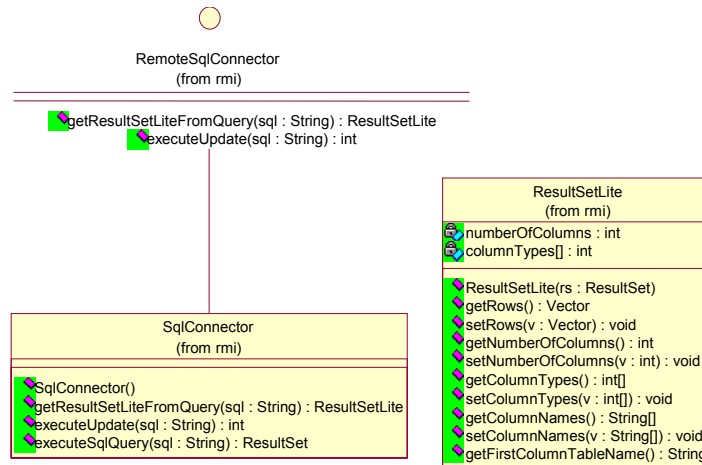 RemoteSqlConnector
(from rmi)
getResultSetLiteFromQuery(sql : String) : ResultSetLite
executeUpdate(sql : String) : int
SqlConnector
(from rmi)
SqlConnector()
getResultSetLiteFromQuery(sql : String) : ResultSetLite
executeUpdate(sql : String) : int
executeSqlQuery(sql : String) : ResultSet
ResultSetLite
(from rmi)
numberOfColumns : int
columnTypes[] : int
ResultSetLite(rs : ResultSet)
getRows() : Vector
setRows(v : Vector) : void
getNumberOfColumns() : int
setNumberOfColumns(v : int) : void
getColumnTypes() : int[]
setColumnTypes(v : int[]) : void
getColumnNames() : String[]
setColumnNames(v : String[]) : void
getFirstColumnTableName() : String